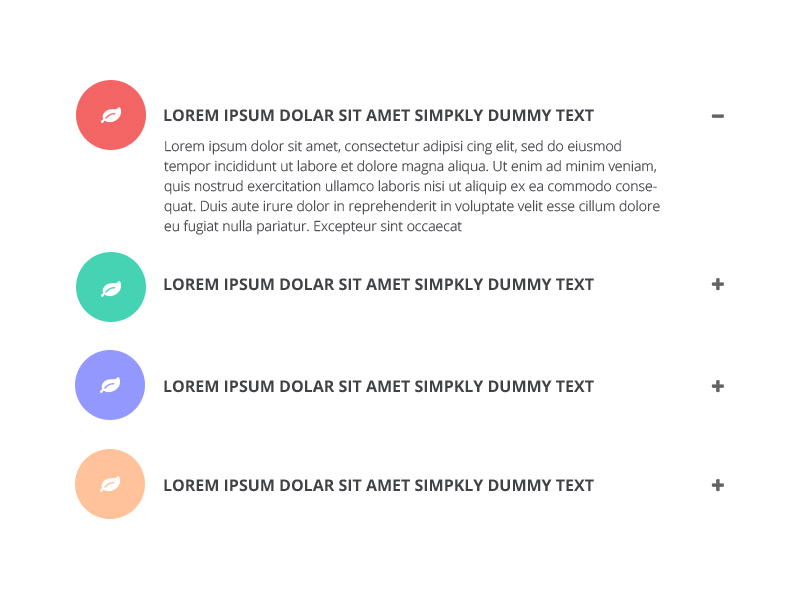 LOREM IPSUM DOLAR SIT AMET SIMPKLY DUMMY TEXT
Lorem ipsum dolor sit amet, consectetur adipisi cing elit, sed do eiusmod
tempor incididunt ut labore et dolore magna aliqua. Ut enim ad minim veniam,
quis nostrud exercitation ullamco laboris nisi ut aliquip ex ea commodo conse-
quat. Duis aute irure dolor in reprehenderit in voluptate velit esse cillum dolore
eu fugiat nulla pariatur. Excepteur sint occaecat
LOREM IPSUM DOLAR SIT AMET SIMPKLY DUMMY TEXT
LOREM IPSUM DOLAR SIT AMET SIMPKLY DUMMY TEXT
LOREM IPSUM DOLAR SIT AMET SIMPKLY DUMMY TEXT